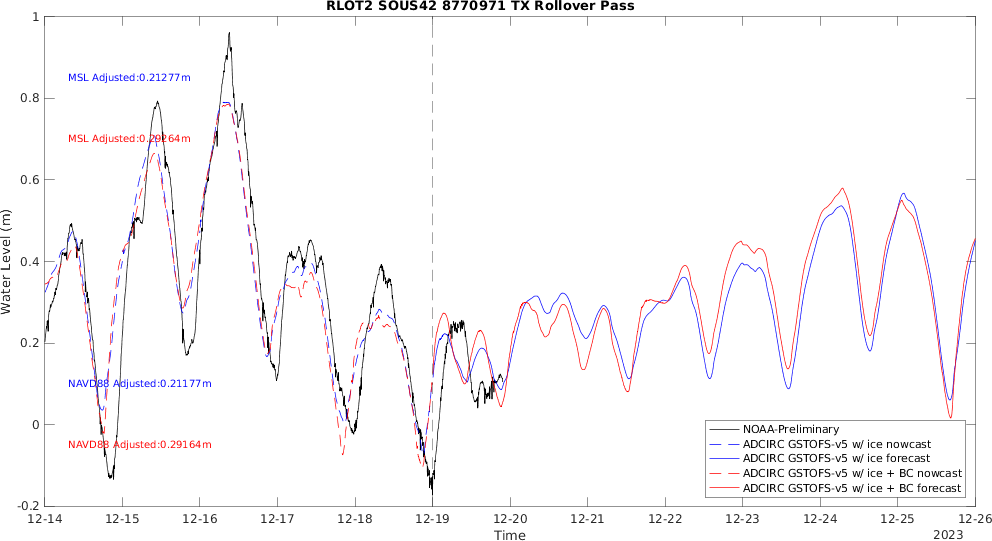 RLOT2 SOUS42 8770971 TX Rollover Pass
1
0.8
0.6
0.4
0.2
0
-0.2
Water Level (m)
MSL Adjusted:0.21277m
MSL Adjusted:0.29264m
NAVD88 Adjusted:0.21177m
NAVD88 Adjusted:0.29164m
NOAA-Preliminary
ADCIRC GSTOFS-v5 w/ ice nowcast
ADCIRC GSTOFS-v5 w/ ice forecast
ADCIRC GSTOFS-v5 w/ ice + BC nowcast
ADCIRC GSTOFS-v5 w/ ice + BC forecast
12-14 12-15 12-16 12-17 12-18 12-19 12-20 12-21 12-22 12-23 12-24 12-25 12-26
Time
2023